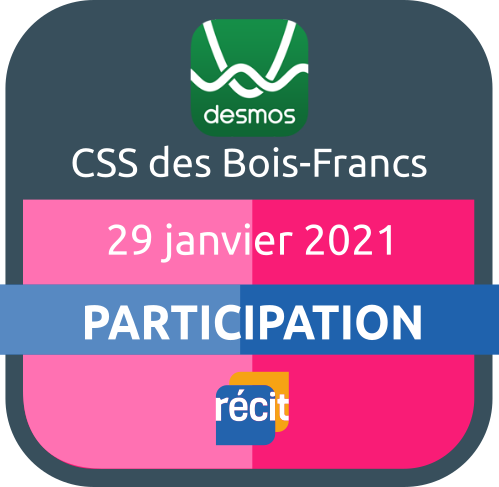 desmos
CSS des Bois-Francs
29 janvier 2021
PARTICIPATION
récit